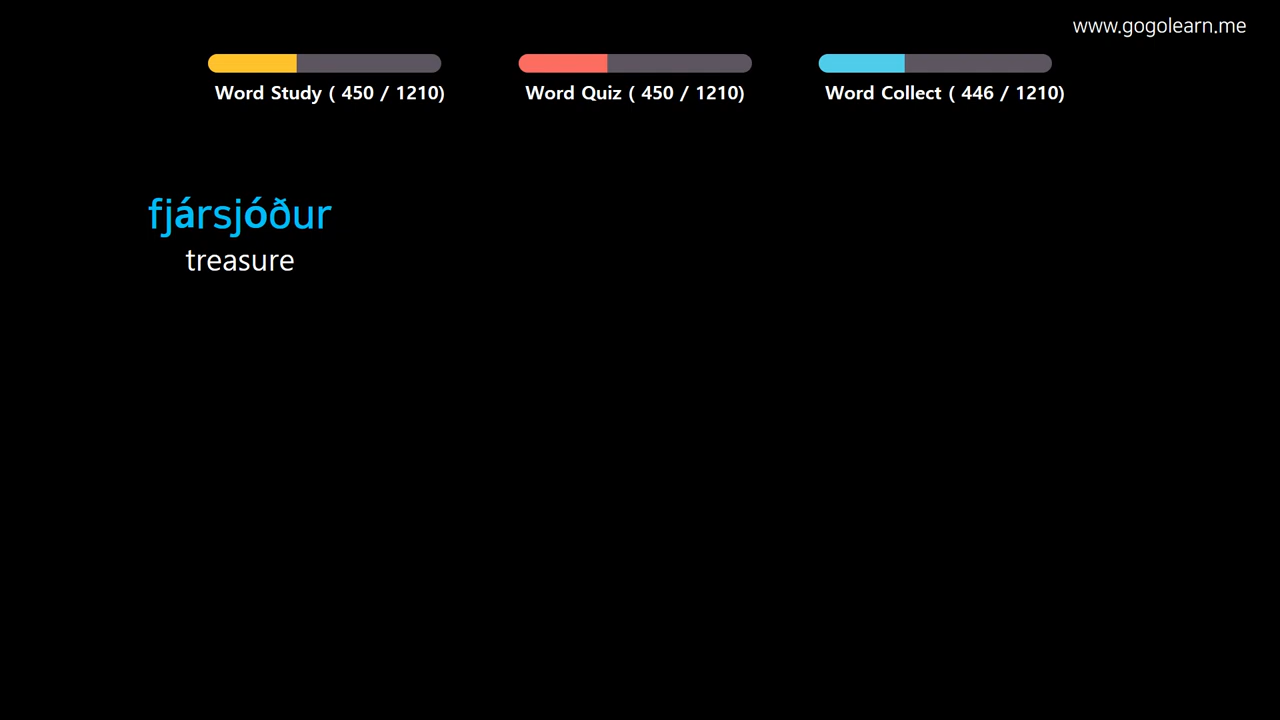 www.gogolearn.me
Word Study ( 450 / 1210)
Word Quiz ( 450 / 1210)
Word Collect ( 446 / 1210)
fjársjóður
treasure